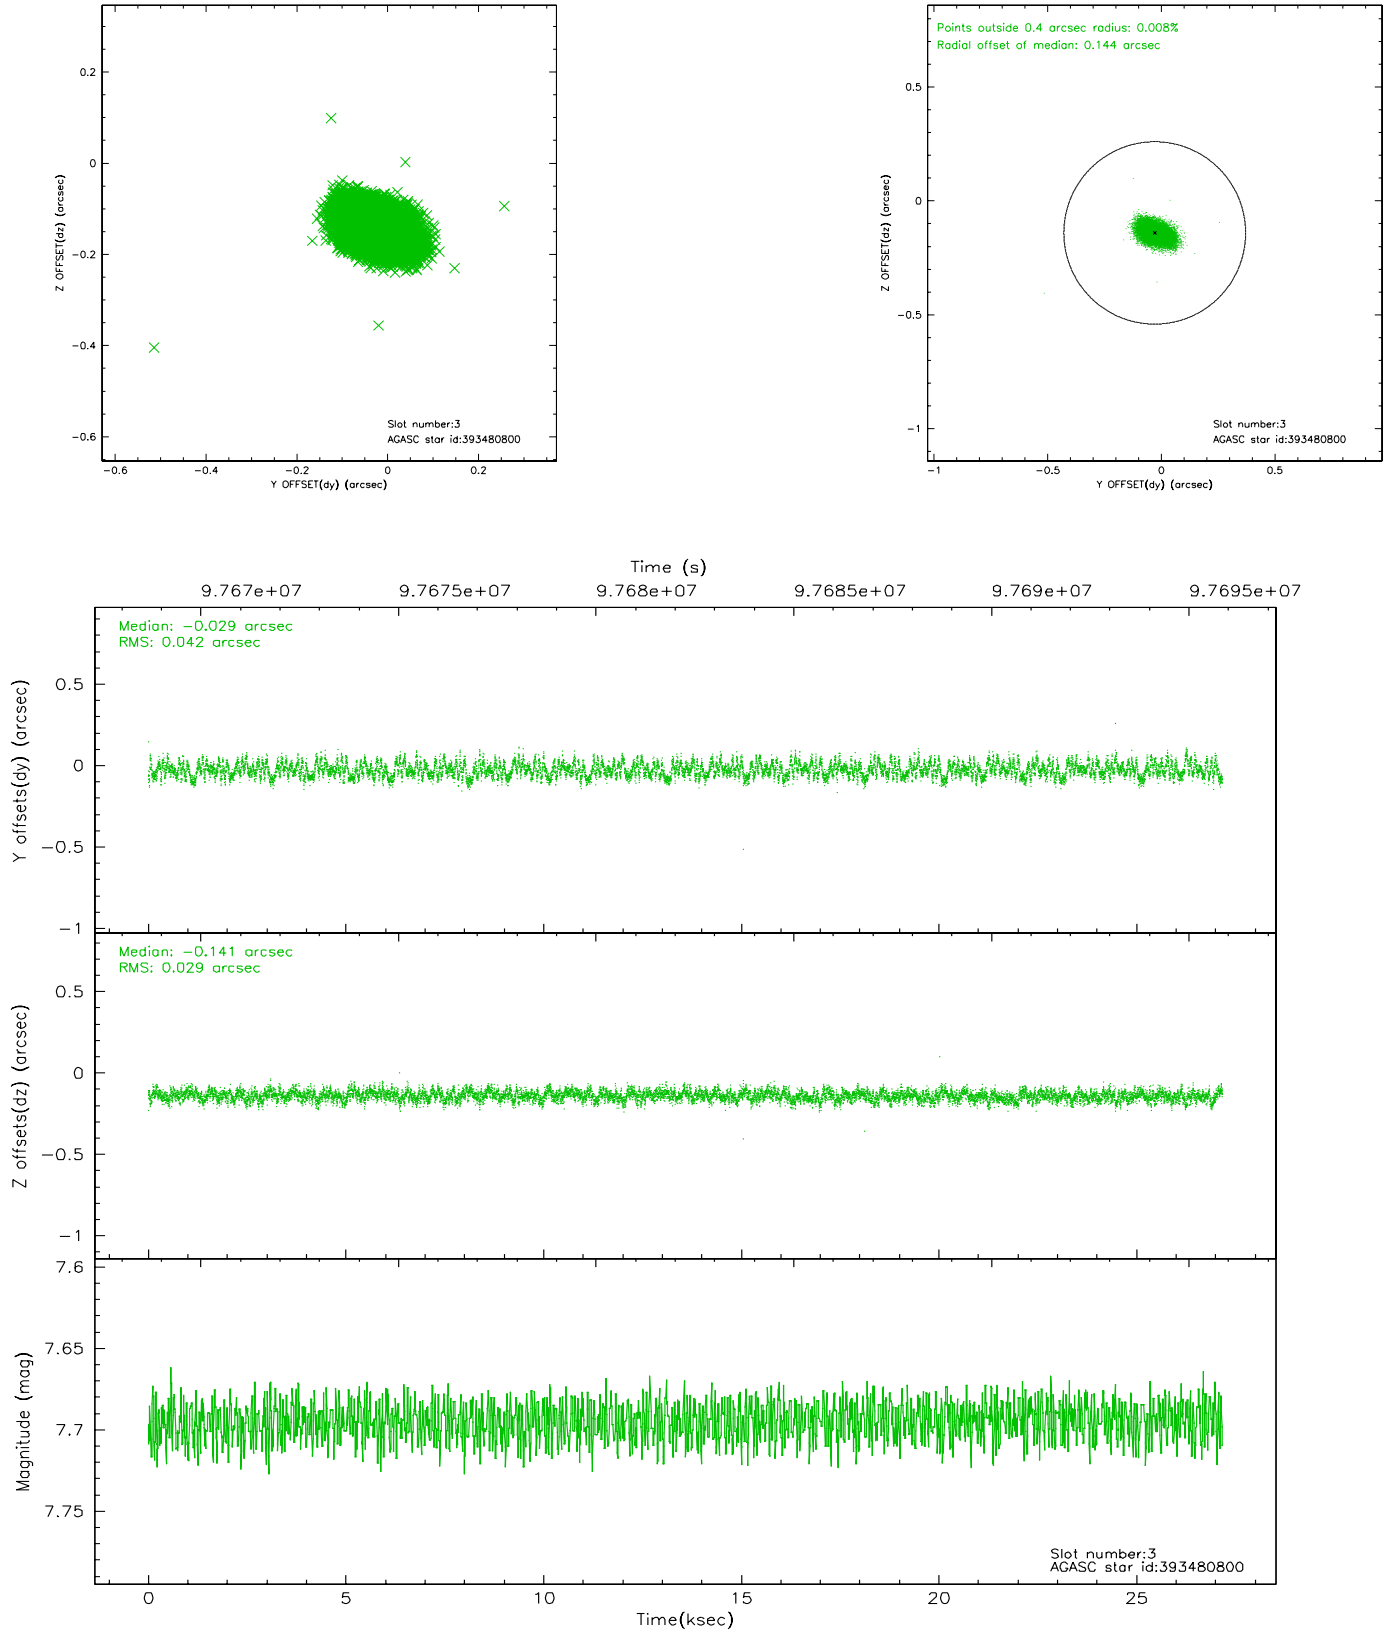 0.2
0
−0.2
−0.4
−0.6
Z OFFSET(dz) (arcsec)
Slot number:3
AGASC star id:393480800
−0.6 −0.4 −0.2 0 0.2
Y OFFSET(dy) (arcsec)
Points outside 0.4 arcsec radius: 0.008%
Radial offset of median: 0.144 arcsec
0.5
0
−0.5
−1
Z OFFSET(dz) (arcsec)
Slot number:3
AGASC star id:393480800
−1 −0.5 0 0.5
Y OFFSET(dy) (arcsec)
Time (s)
9.767e+07 9.7675e+07 9.768e+07 9.7685e+07 9.769e+07 9.7695e+07
Median: −0.029 arcsec
RMS: 0.042 arcsec
0.5
0
−0.5
−1
Y offsets(dy) (arcsec)
Median: −0.141 arcsec
RMS: 0.029 arcsec
0.5
0
−0.5
−1
Z offsets(dz) (arcsec)
7.6
7.65
7.7
7.75
Magnitude (mag)
Slot number:3
AGASC star id:393480800
0 5 10 15 20 25
Time(ksec)